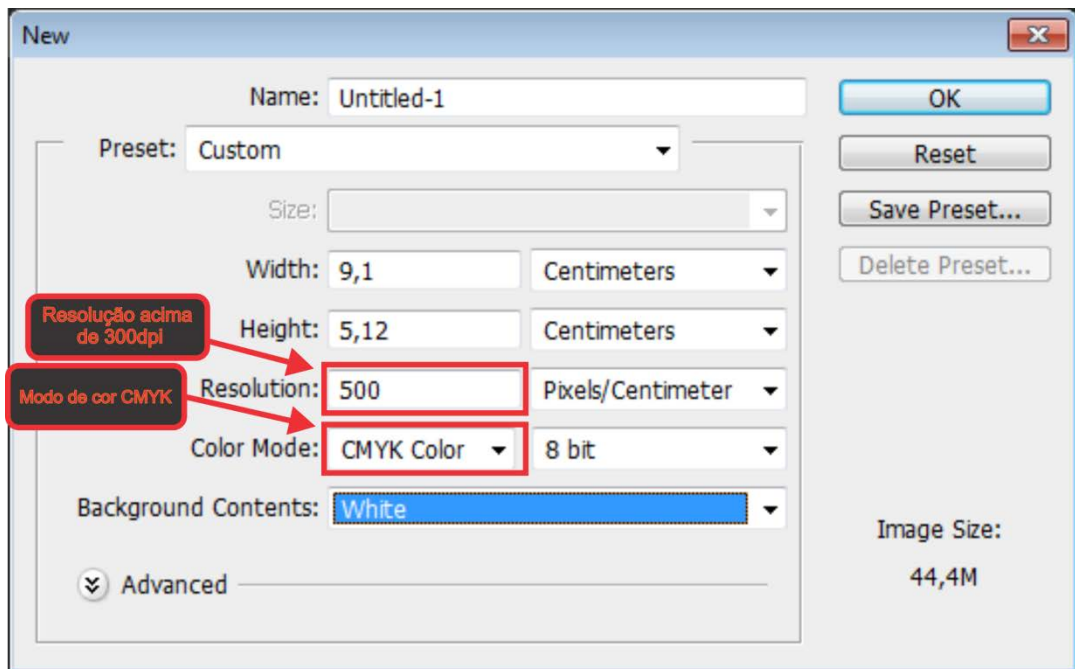 New
Name: Untitled-1
OK
Preset: Custom
Reset
Size:
Save Preset...
Width: 9,1 Centimeters
Delete Preset...
Resolução acima
de 300dpi
Height: 5,12 Centimeters
Resolution: 500 Pixels/Centimeter
Modo de cor CMYK
Color Mode: CMYK Color 8 bit
Background Contents: White
Image Size:
44,4M
Advanced